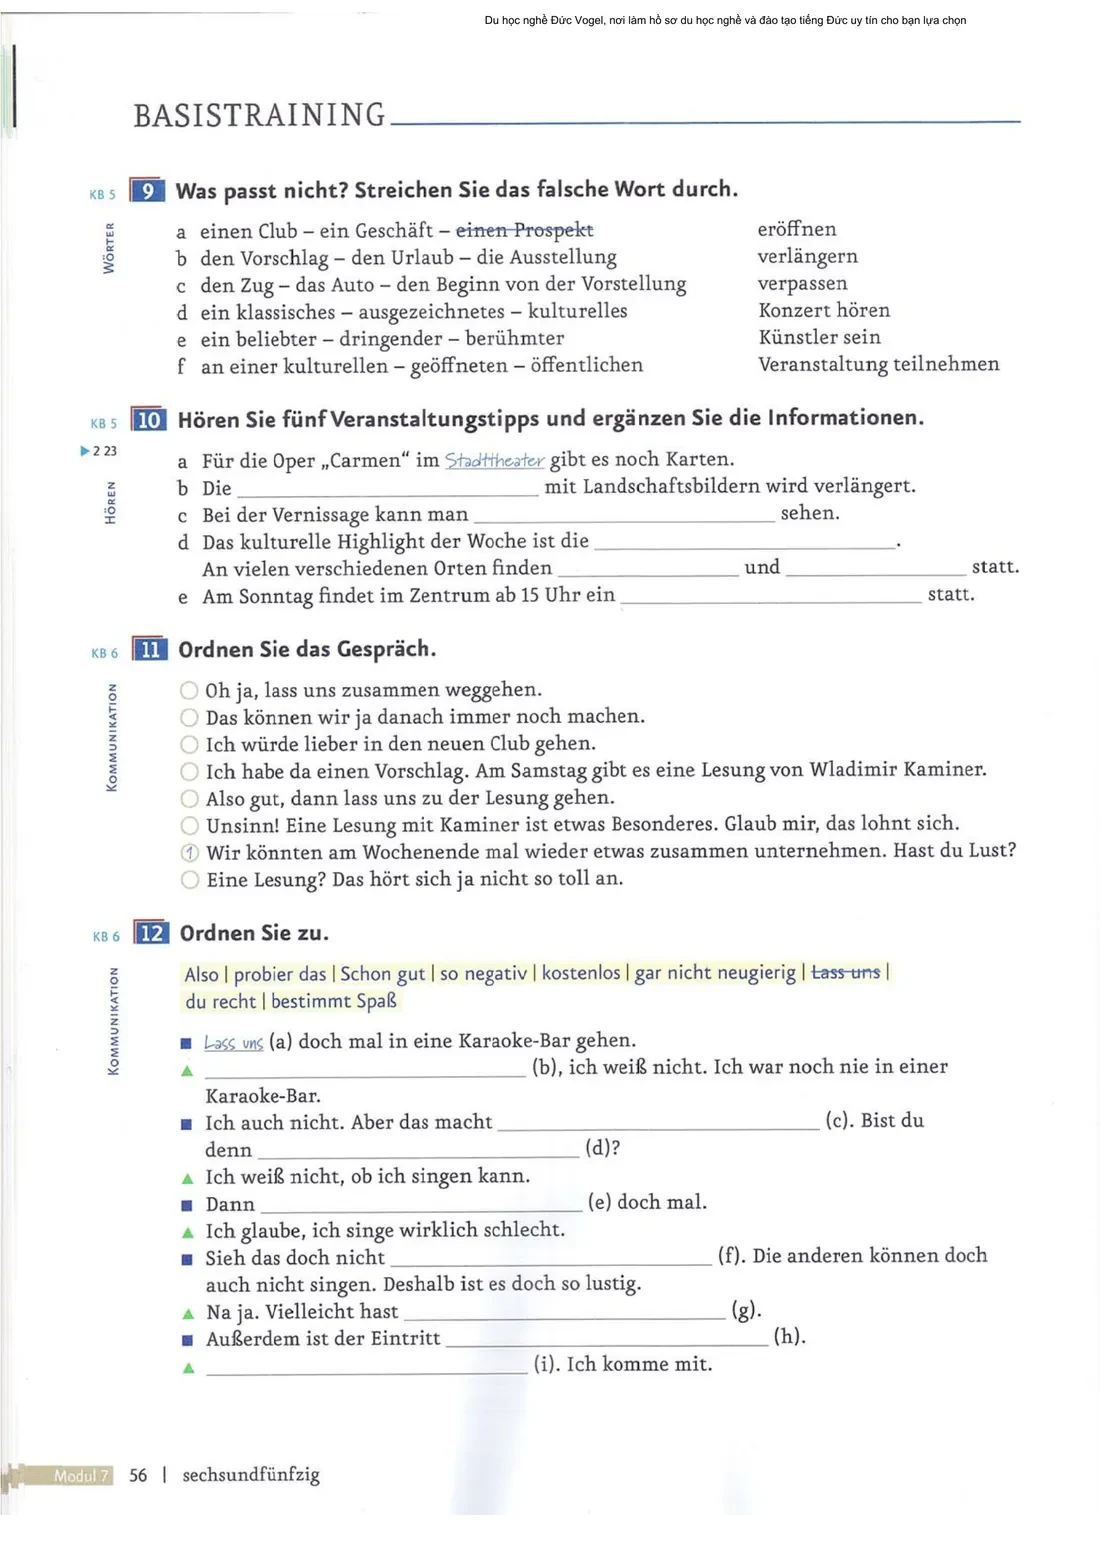 Du học nghề Đức Vogel, nơi làm hồ sơ du học nghề và đào tạo tiếng Đức uy tín cho bạn lựa chọn
BASISTRAINING
KB 5 9 Was passt nicht? Streichen Sie das falsche Wort durch.
WÖRTER
a einen Club – ein Geschäft – einen Prospekt eröffnen
b den Vorschlag – den Urlaub – die Ausstellung verlängern
c den Zug – das Auto – den Beginn von der Vorstellung verpassen
d ein klassisches – ausgezeichnetes – kulturelles Konzert hören
e ein beliebter – dringender – berühmter Künstler sein
f an einer kulturellen – geöffneten – öffentlichen Veranstaltung teilnehmen
KB 5 10 Hören Sie fünf Veranstaltungstipps und ergänzen Sie die Informationen.
▶ 2 23
HÖREN
a Für die Oper „Carmen“ im Stadttheater gibt es noch Karten.
b Die ______ mit Landschaftsbildern wird verlängert.
c Bei der Vernissage kann man ______ sehen.
d Das kulturelle Highlight der Woche ist die ______.
An vielen verschiedenen Orten finden ______ und ______ statt.
e Am Sonntag findet im Zentrum ab 15 Uhr ein ______ statt.
KB 6 11 Ordnen Sie das Gespräch.
KOMMUNIKATION
○ Oh ja, lass uns zusammen weggehen.
○ Das können wir ja danach immer noch machen.
○ Ich würde lieber in den neuen Club gehen.
○ Ich habe da einen Vorschlag. Am Samstag gibt es eine Lesung von Wladimir Kaminer.
○ Also gut, dann lass uns zu der Lesung gehen.
○ Unsinn! Eine Lesung mit Kaminer ist etwas Besonderes. Glaub mir, das lohnt sich.
① Wir könnten am Wochenende mal wieder etwas zusammen unternehmen. Hast du Lust?
○ Eine Lesung? Das hört sich ja nicht so toll an.
KB 6 12 Ordnen Sie zu.
KOMMUNIKATION
Also | probier das | Schon gut | so negativ | kostenlos | gar nicht neugierig | Lass uns |
du recht | bestimmt Spaß
■ Lass uns (a) doch mal in eine Karaoke-Bar gehen.
▲ ______ (b), ich weiß nicht. Ich war noch nie in einer
Karaoke-Bar.
■ Ich auch nicht. Aber das macht ______ (c). Bist du
denn ______ (d)?
▲ Ich weiß nicht, ob ich singen kann.
■ Dann ______ (e) doch mal.
▲ Ich glaube, ich singe wirklich schlecht.
■ Sieh das doch nicht ______ (f). Die anderen können doch
auch nicht singen. Deshalb ist es doch so lustig.
▲ Na ja. Vielleicht hast ______ (g).
■ Außerdem ist der Eintritt ______ (h).
▲ ______ (i). Ich komme mit.
Modul 7 56 | sechsundfünfzig